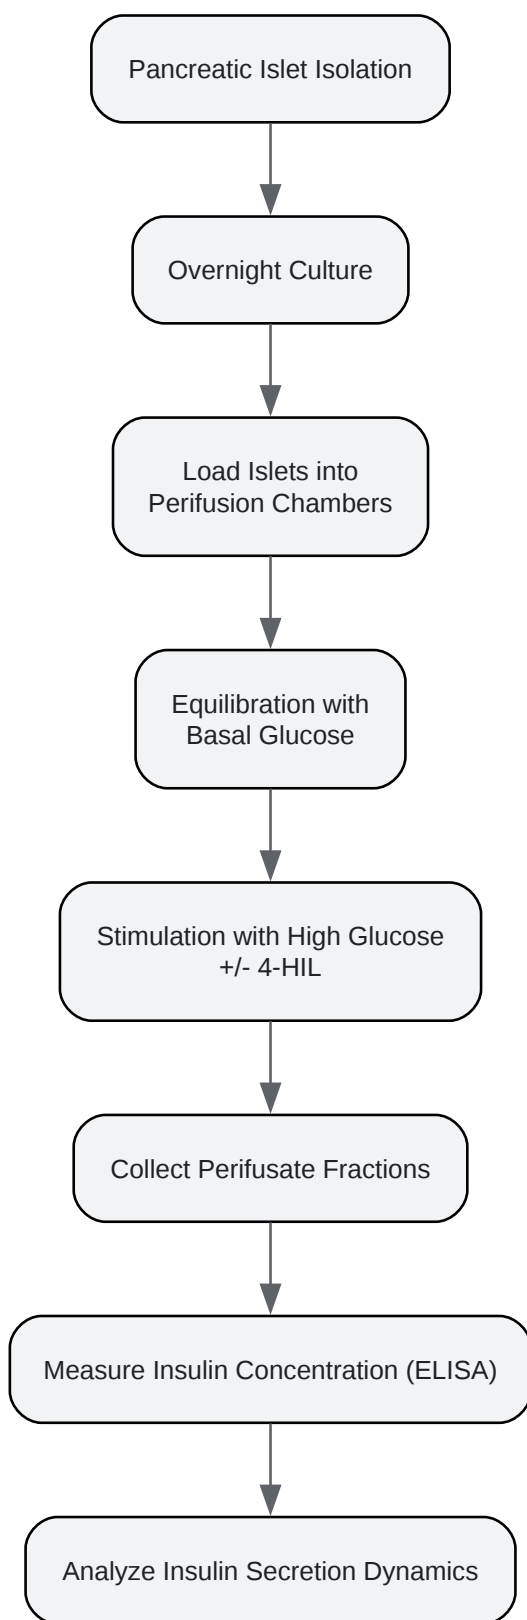 Pancreatic Islet Isolation
Overnight Culture
Load Islets into
Perifusion Chambers
Equilibration with
Basal Glucose
Stimulation with High Glucose
+/- 4-HIL
Collect Perifusate Fractions
Measure Insulin Concentration (ELISA)
Analyze Insulin Secretion Dynamics